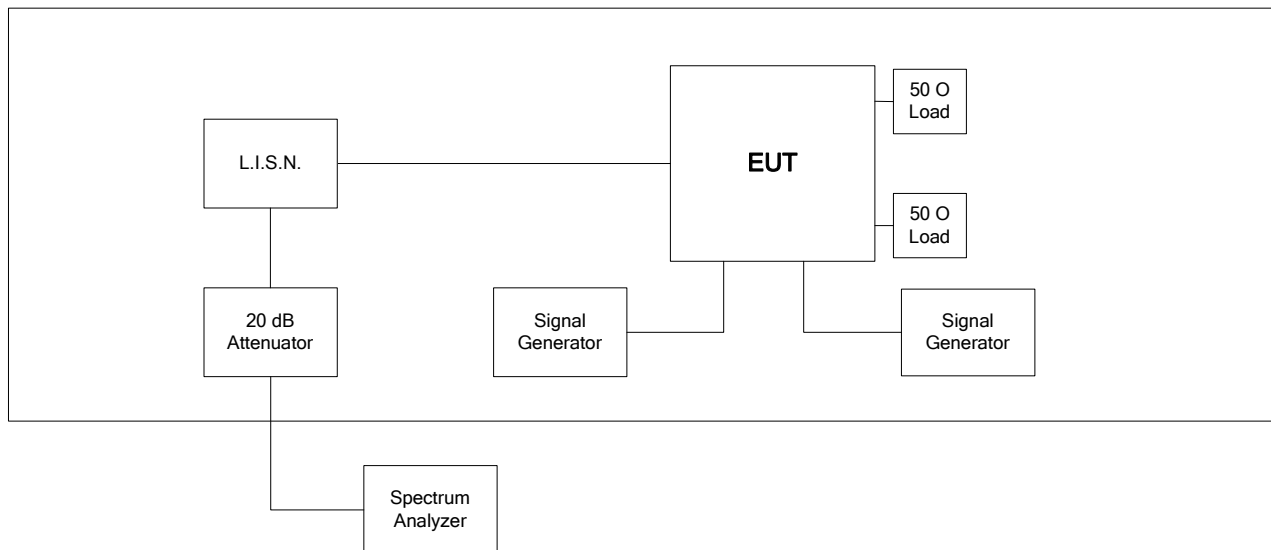 50 O
Load
L.I.S.N.
EUT
50 O
Load
20 dB
Attenuator
Signal
Generator
Signal
Generator
Spectrum
Analyzer